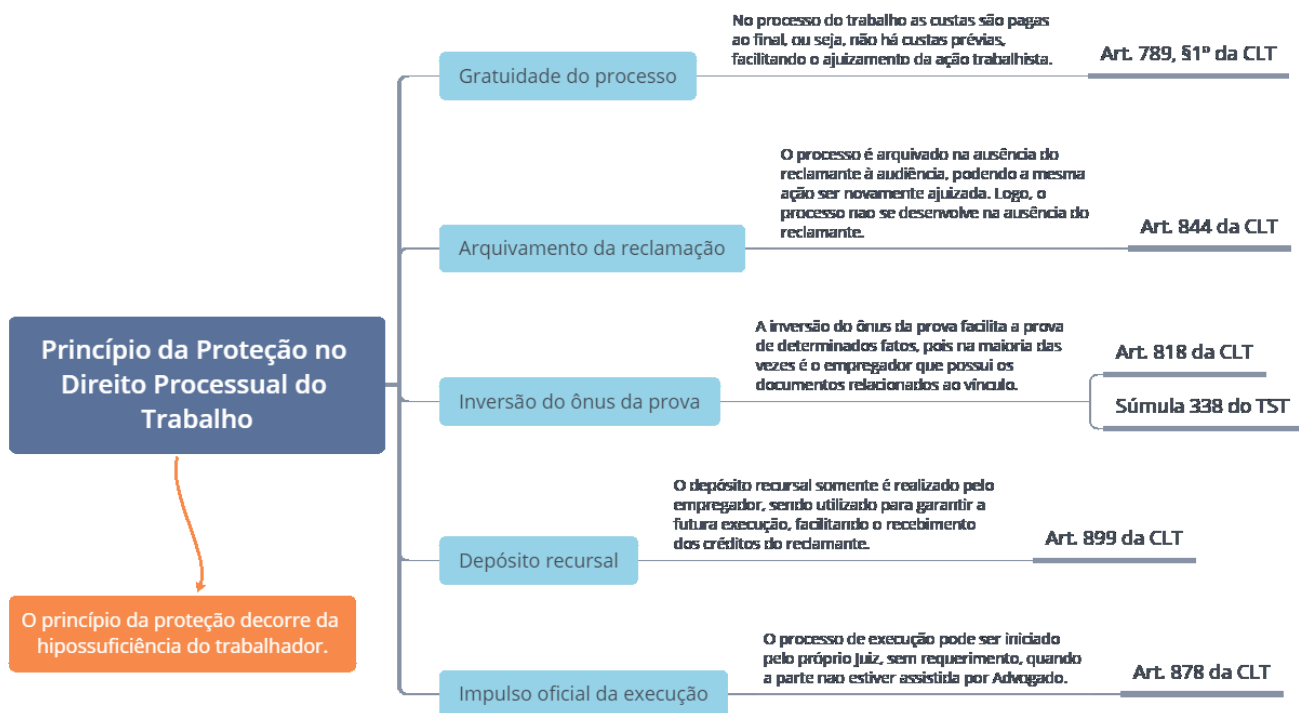 Princípio da Proteção no
Direito Processual do
Trabalho
O princípio da proteção decorre da
hipossuficiência do trabalhador.
Gratuidade do processo
No processo do trabalho as custas são pagas
ao final, ou seja, não há custas prévias,
facilitando o ajuizamento da ação trabalhista.
Art. 789, §1º da CLT
Arquivamento da reclamação
O processo é arquivado na ausência do
reclamante à audiência, podendo a mesma
ação ser novamente ajuizada. Logo, o
processo nao se desenvolve na ausência do
reclamante.
Art. 844 da CLT
Inversão do ônus da prova
A inversão do ônus da prova facilita a prova
de determinados fatos, pois na maioria das
vezes é o empregador que possui os
documentos relacionados ao vínculo.
Art. 818 da CLT
Súmula 338 do TST
Depósito recursal
O depósito recursal somente é realizado pelo
empregador, sendo utilizado para garantir a
futura execução, facilitando o recebimento
dos créditos do reclamante.
Art. 899 da CLT
Impulso oficial da execução
O processo de execução pode ser iniciado
pelo próprio Juiz, sem requerimento, quando
a parte nao estiver assistida por Advogado.
Art. 878 da CLT